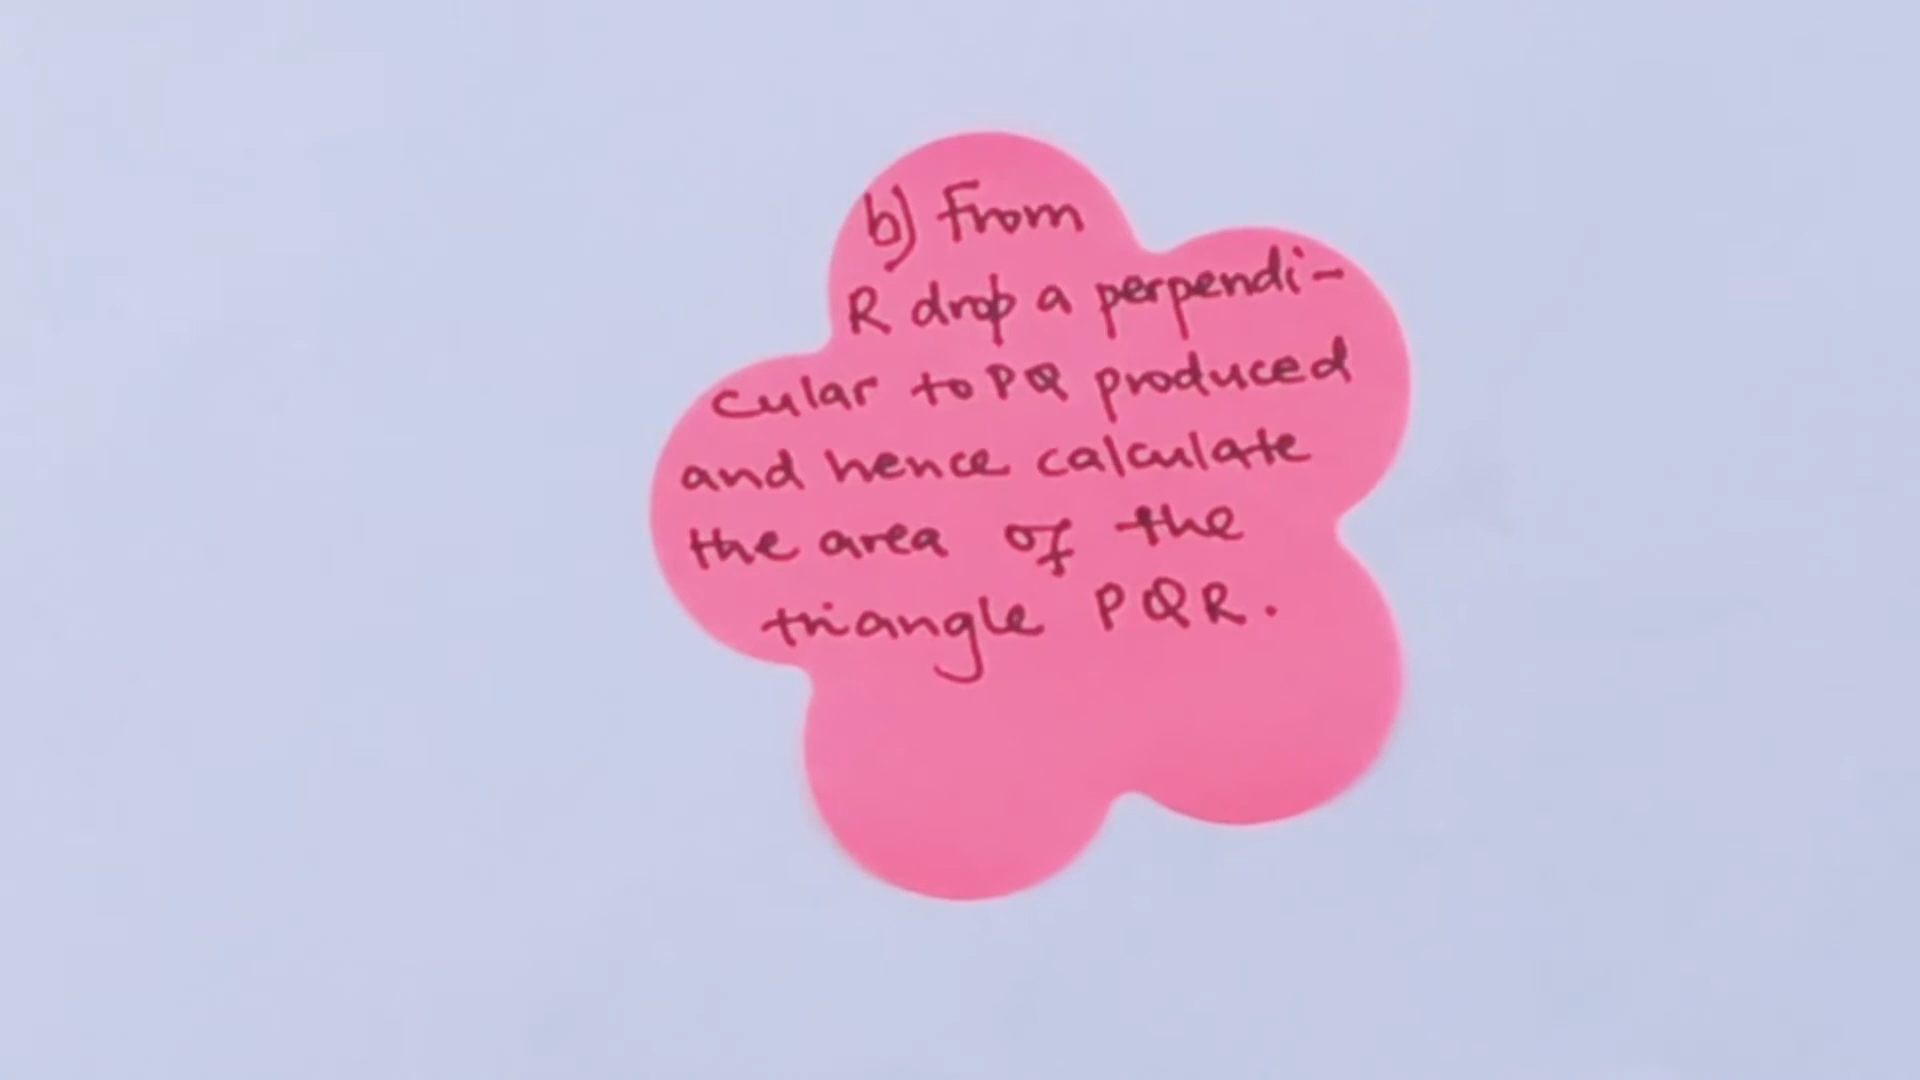 b) From
R drop a perpendi-
cular to PQ produced
and hence calculate
the area of the
triangle PQR.